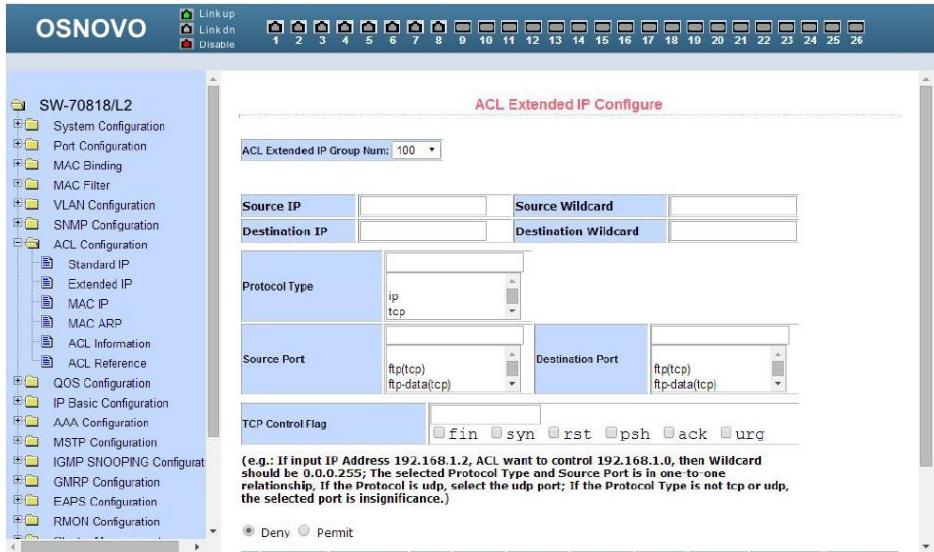 OSNOVO
Link up
Link dn
Disable
1 2 3 4 5 6 7 8 9 10 11 12 13 14 15 16 17 18 19 20 21 22 23 24 25 26
SW-70818/L2
System Configuration
Port Configuration
MAC Binding
MAC Filter
VLAN Configuration
SNMP Configuration
ACL Configuration
Standard IP
Extended IP
MAC IP
MAC ARP
ACL Information
ACL Reference
QOS Configuration
IP Basic Configuration
AAA Configuration
MSTP Configuration
IGMP SNOOPING Configurat
GMRP Configuration
EAPS Configuration
RMON Configuration
ACL Extended IP Configure
ACL Extended IP Group Num: 100
Source IP Source Wildcard
Destination IP Destination Wildcard
Protocol Type
ip
tcp
Source Port
ftp(tcp)
ftp-data(tcp)
Destination Port
ftp(tcp)
ftp-data(tcp)
TCP Control Flag
fin syn rst psh ack urg
(e.g.: If input IP Address 192.168.1.2, ACL want to control 192.168.1.0, then Wildcard
should be 0.0.0.255; The selected Protocol Type and Source Port is in one-to-one
relationship, If the Protocol is udp, select the udp port; If the Protocol Type is not tcp or udp,
the selected port is insignificance.)
Deny Permit